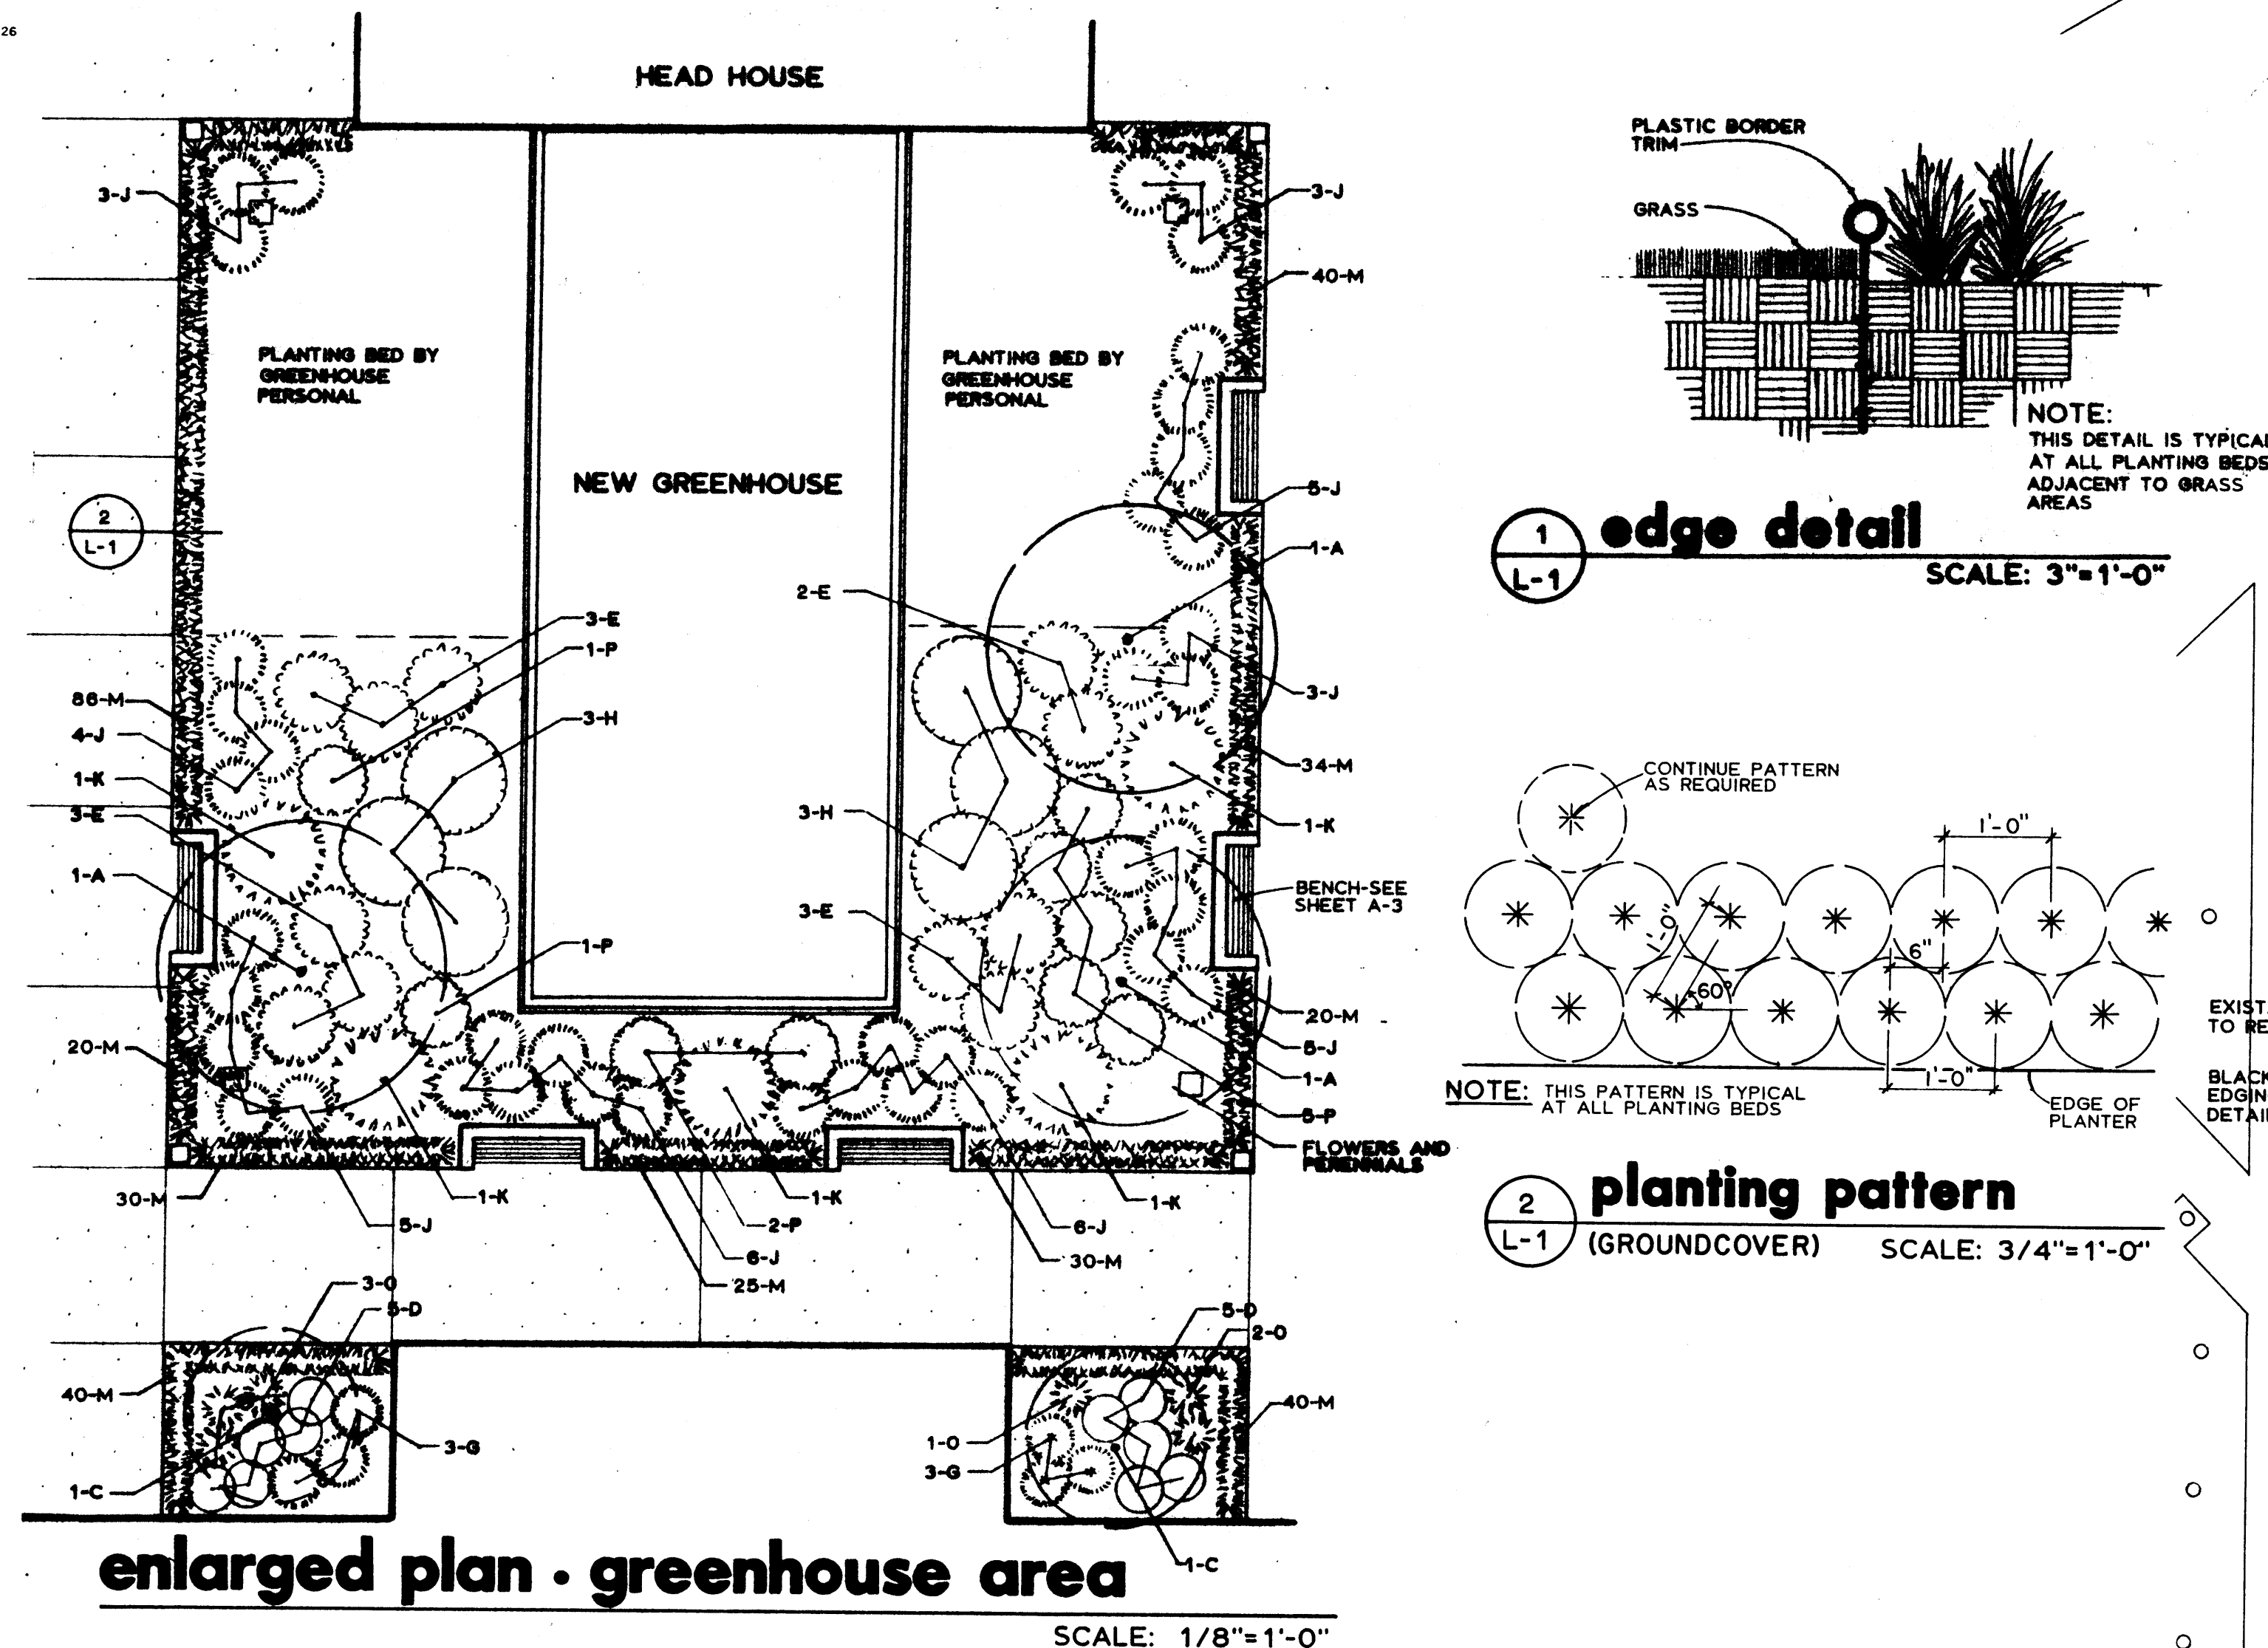 26
HEAD HOUSE
3-J
3-J
40-M
PLANTING BED BY
GREENHOUSE
PERSONAL
PLANTING BED BY
GREENHOUSE
PERSONAL
NEW GREENHOUSE
2
L-1
5-J
1-A
2-E
3-E
1-P
3-J
86-M
3-H
4-J
34-M
1-K
3-E
3-H
1-K
1-A
BENCH-SEE
SHEET A-3
3-E
1-P
20-M
20-M
5-J
1-A
5-P
FLOWERS AND
PERENNIALS
30-M
1-K
1-K
1-K
5-J
2-P
6-J
6-J
30-M
25-M
3-O
5-D
5-D
2-O
40-M
40-M
3-G
1-O
3-G
1-C
1-C
enlarged plan • greenhouse area
SCALE: 1/8"=1'-0"
PLASTIC BORDER
TRIM
GRASS
NOTE:
THIS DETAIL IS TYPICAL
AT ALL PLANTING BEDS
ADJACENT TO GRASS
AREAS
1
L-1
edge detail
SCALE: 3"=1'-0"
CONTINUE PATTERN
AS REQUIRED
1'-0"
1'-0"
6"
60°
1'-0"
NOTE: THIS PATTERN IS TYPICAL
AT ALL PLANTING BEDS
EDGE OF
PLANTER
2
L-1
planting pattern
(GROUNDCOVER) SCALE: 3/4"=1'-0"
EXIST.
TO RE
BLACK
EDGIN
DETAI